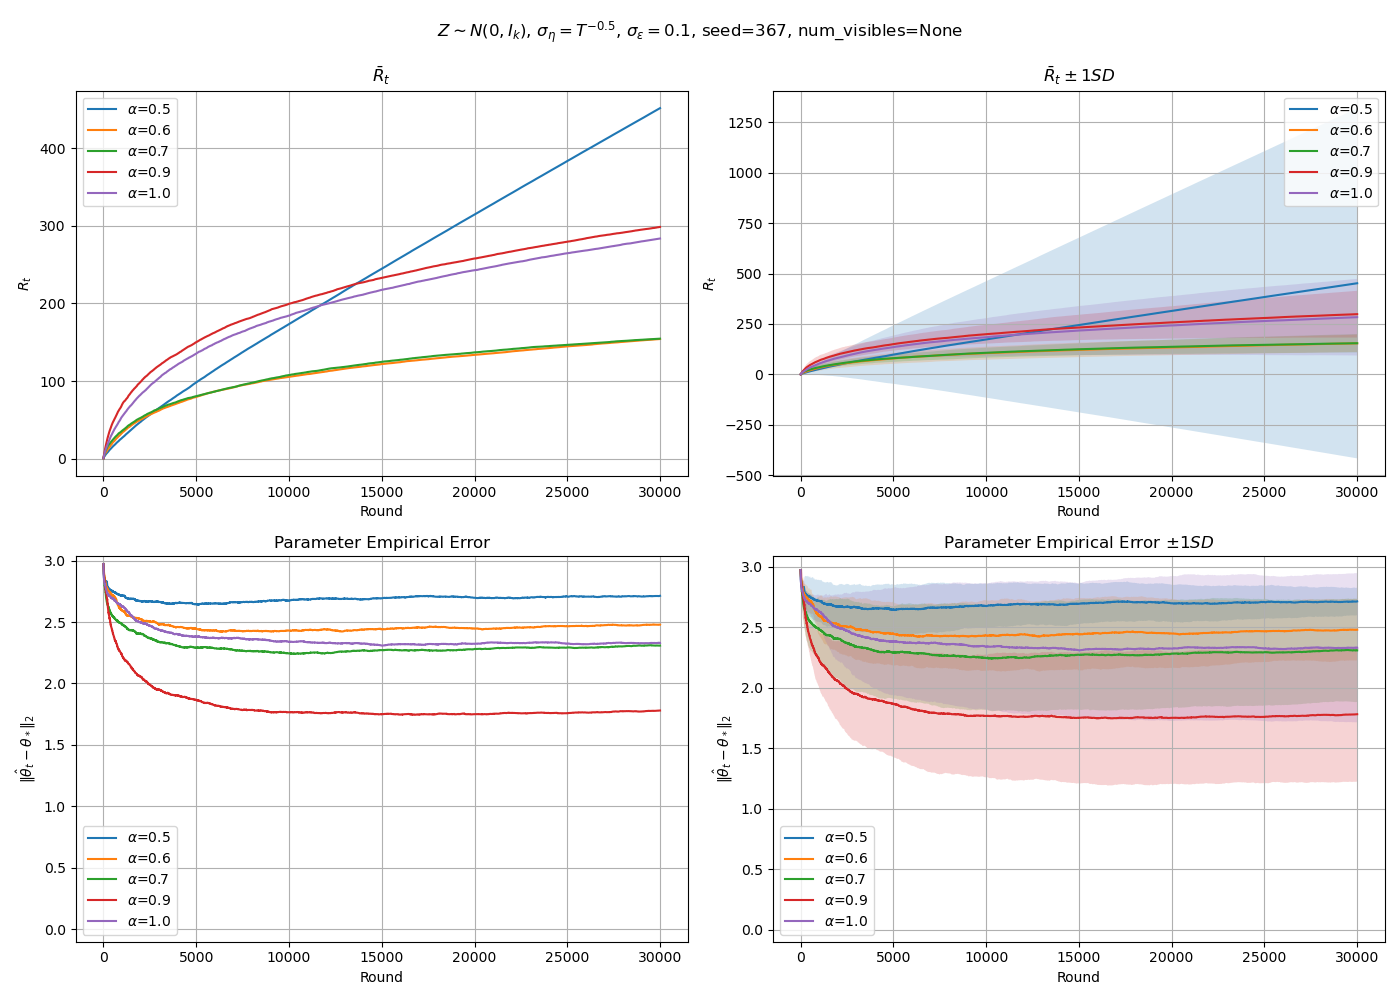 Z ~ N(0, I_k), σ_η = T^{−0.5}, σ_ε = 0.1, seed=367, num_visibles=None
R̄_t
R_t
400
300
200
100
0
0 5000 10000 15000 20000 25000 30000
Round
α=0.5
α=0.6
α=0.7
α=0.9
α=1.0
R̄_t ± 1SD
R_t
1250
1000
750
500
250
0
−250
−500
0 5000 10000 15000 20000 25000 30000
Round
α=0.5
α=0.6
α=0.7
α=0.9
α=1.0
Parameter Empirical Error
‖θ̂_t − θ_*‖_2
3.0
2.5
2.0
1.5
1.0
0.5
0.0
0 5000 10000 15000 20000 25000 30000
Round
α=0.5
α=0.6
α=0.7
α=0.9
α=1.0
Parameter Empirical Error ±1SD
‖θ̂_t − θ_*‖_2
3.0
2.5
2.0
1.5
1.0
0.5
0.0
0 5000 10000 15000 20000 25000 30000
Round
α=0.5
α=0.6
α=0.7
α=0.9
α=1.0